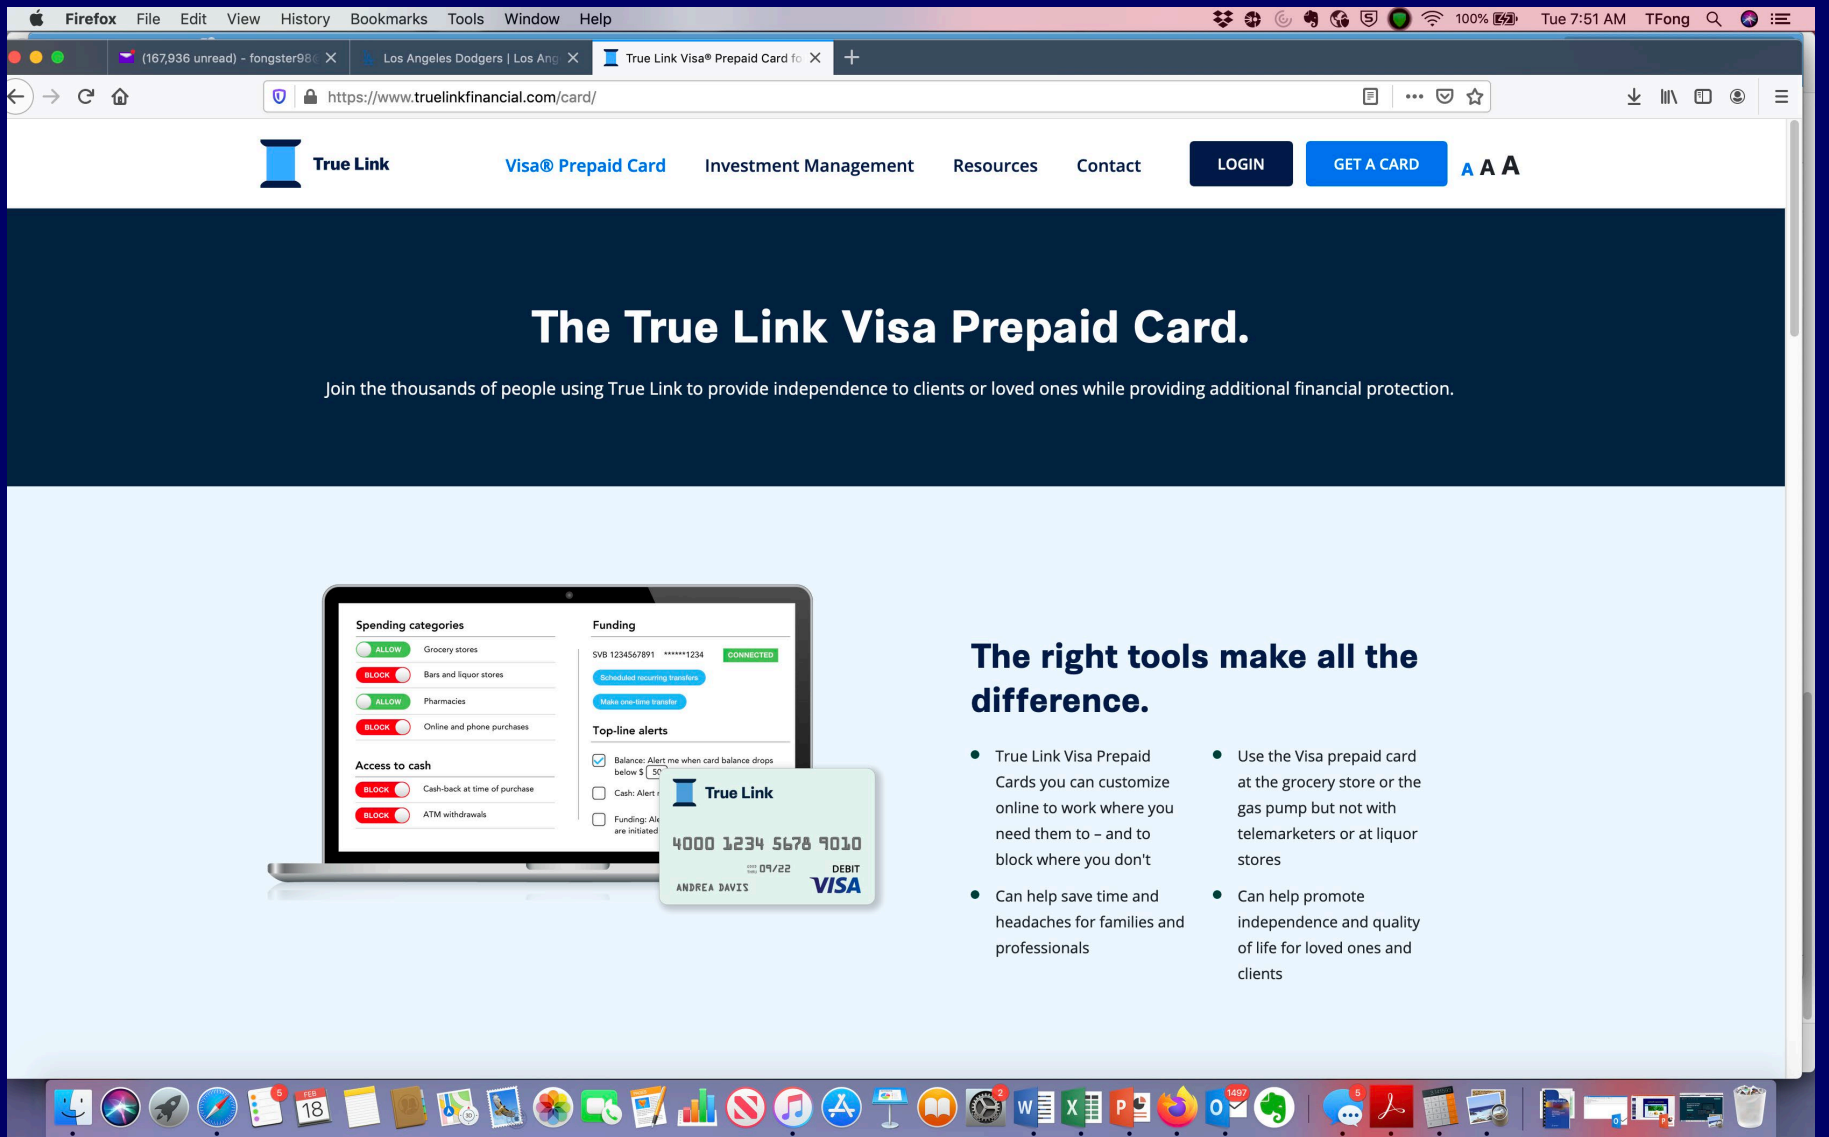 Firefox File Edit View History Bookmarks Tools Window Help
100% Tue 7:51 AM TFong
(167,936 unread) - fongster98
Los Angeles Dodgers | Los Ang
True Link Visa® Prepaid Card fo
https://www.truelinkfinancial.com/card/
True Link
Visa® Prepaid Card Investment Management Resources Contact LOGIN GET A CARD A A A
The True Link Visa Prepaid Card.
Join the thousands of people using True Link to provide independence to clients or loved ones while providing additional financial protection.
Spending categories
ALLOW Grocery stores
BLOCK Bars and liquor stores
ALLOW Pharmacies
BLOCK Online and phone purchases
Access to cash
BLOCK Cash-back at time of purchase
BLOCK ATM withdrawals
Funding
SVB 1234567891 ******1234 CONNECTED
Scheduled recurring transfers
Make one-time transfer
Top-line alerts
Balance: Alert me when card balance drops
below $ 50
Cash: Alert
Funding: Ale
are initiated
True Link
4000 1234 5678 9010
09/22 DEBIT
ANDREA DAVIS VISA
The right tools make all the
difference.
True Link Visa Prepaid
Cards you can customize
online to work where you
need them to – and to
block where you don't
Can help save time and
headaches for families and
professionals
Use the Visa prepaid card
at the grocery store or the
gas pump but not with
telemarketers or at liquor
stores
Can help promote
independence and quality
of life for loved ones and
clients
5
FEB
18
2
1497
5